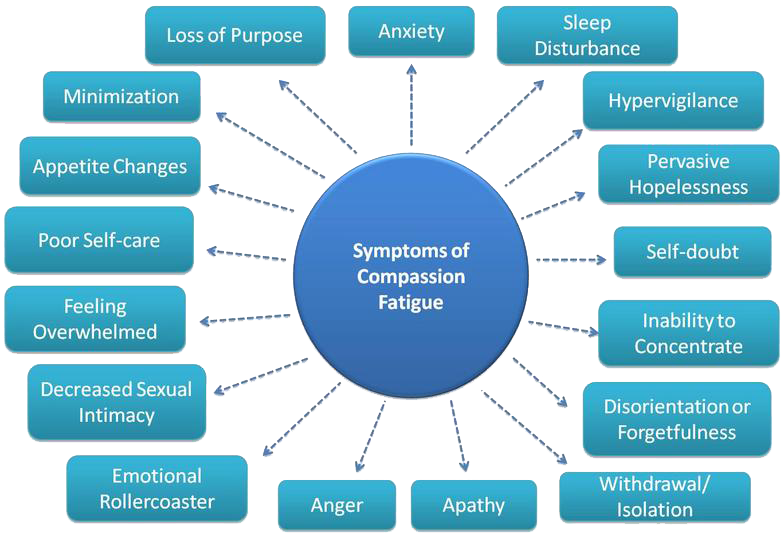 Loss of Purpose
Anxiety
Sleep
Disturbance
Minimization
Hypervigilance
Appetite Changes
Pervasive
Hopelessness
Poor Self-care
Symptoms of
Compassion
Fatigue
Self-doubt
Feeling
Overwhelmed
Inability to
Concentrate
Decreased Sexual
Intimacy
Disorientation or
Forgetfulness
Emotional
Rollercoaster
Anger
Apathy
Withdrawal/
Isolation